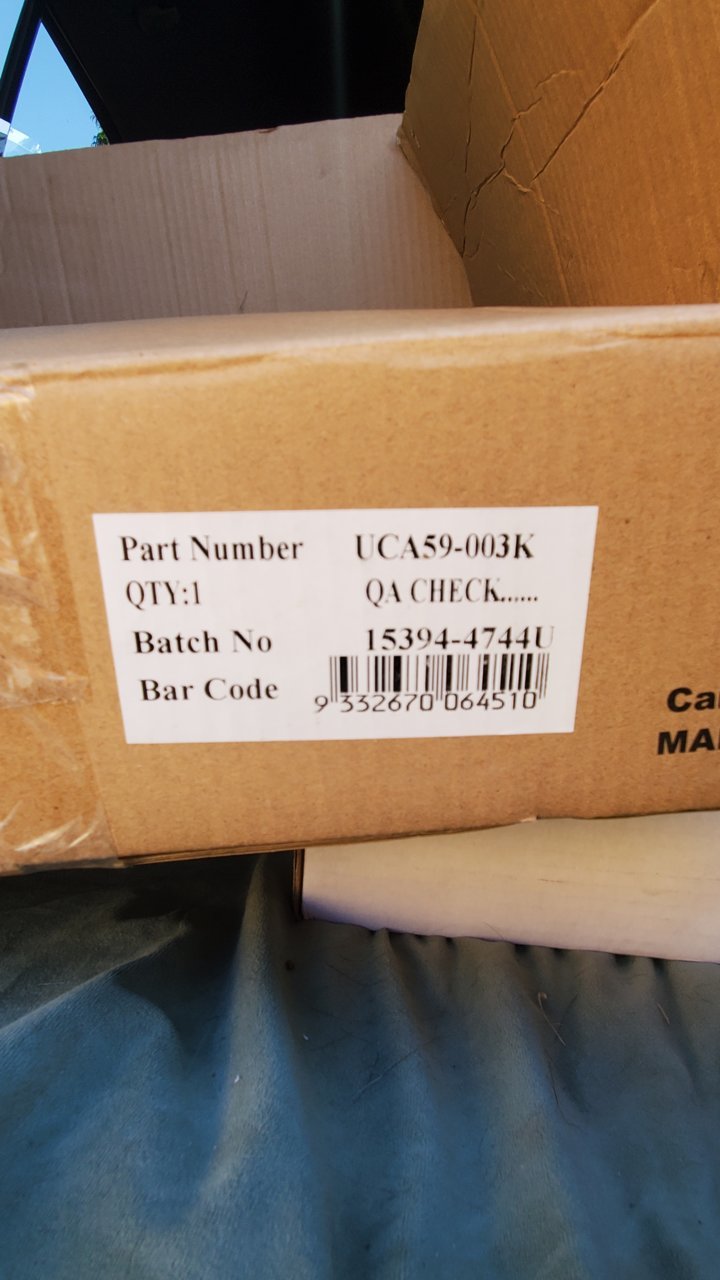 Part Number UCA59-003K
QTY:1 QA CHECK......
Batch No 15394-4744U
Bar Code 9 332670 064510